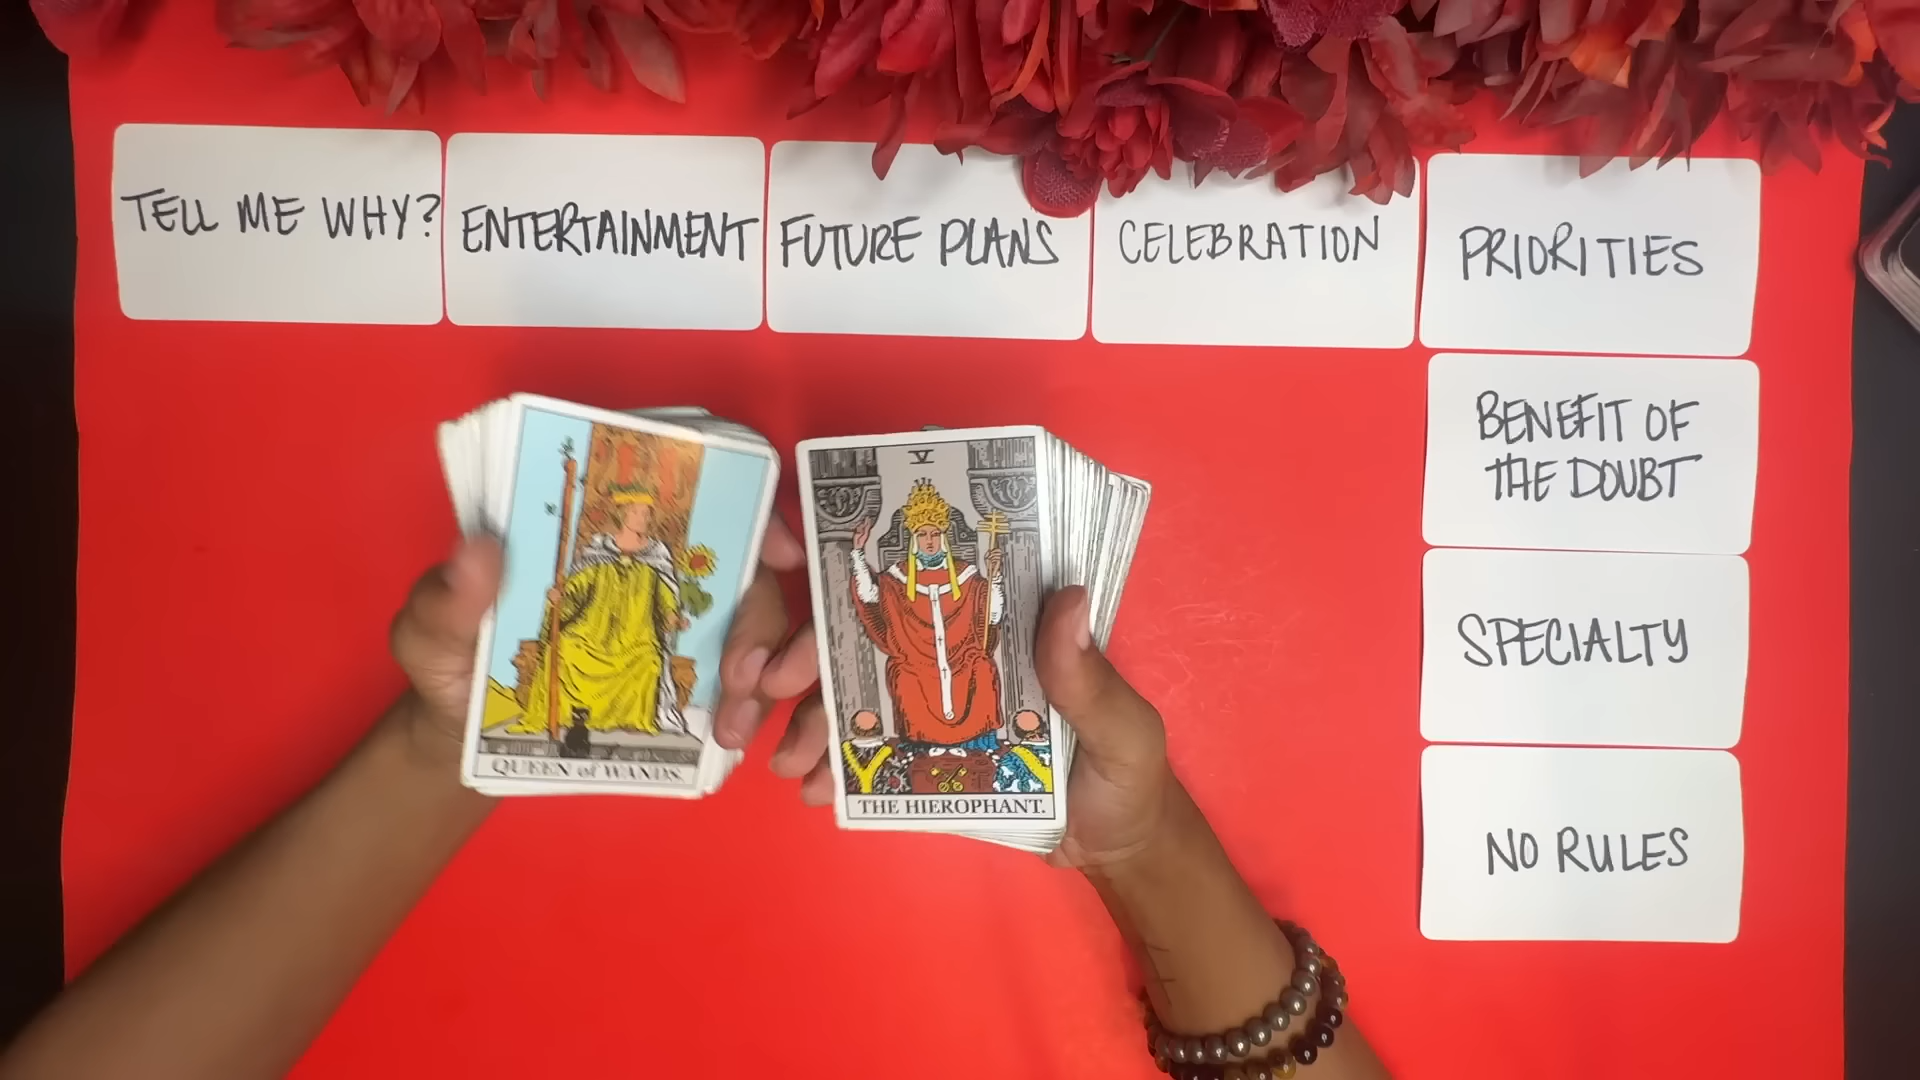 TELL ME WHY?
ENTERTAINMENT
FUTURE PLANS
CELEBRATION
PRIORITIES
BENEFIT OF
THE DOUBT
SPECIALTY
NO RULES
QUEEN of WANDS.
V
THE HIEROPHANT.